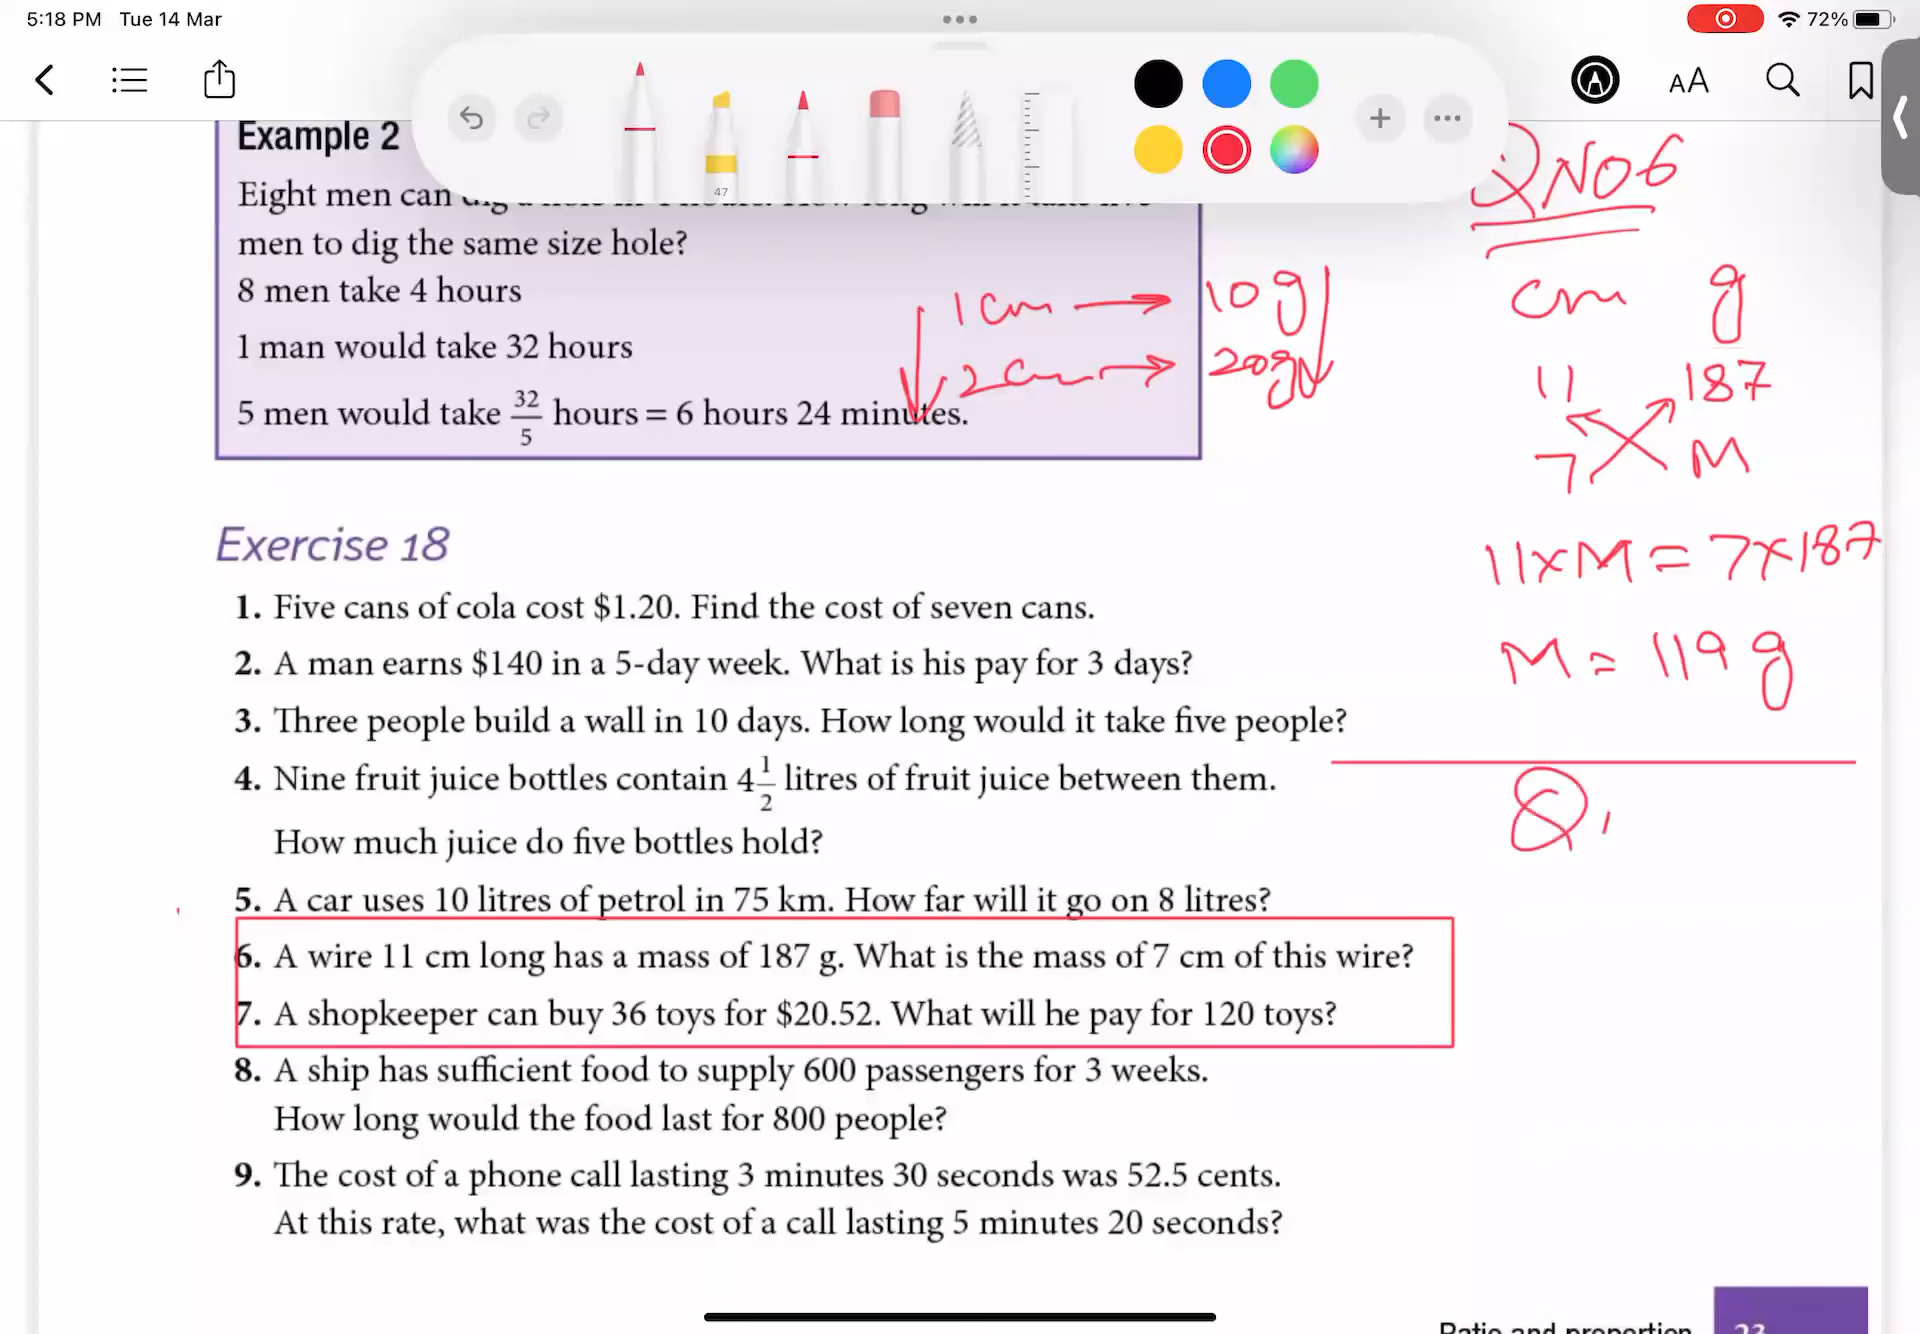 5:18 PM Tue 14 Mar
72%
47
AA
Example 2
Eight men can
men to dig the same size hole?
8 men take 4 hours
1 man would take 32 hours
5 men would take 32/5 hours = 6 hours 24 minutes.
1 cm → 10g
2 cm → 20g
QNO6
cm g
11 187
7 M
11×M = 7×187
M = 119 g
Q.
Exercise 18
1. Five cans of cola cost $1.20. Find the cost of seven cans.
2. A man earns $140 in a 5-day week. What is his pay for 3 days?
3. Three people build a wall in 10 days. How long would it take five people?
4. Nine fruit juice bottles contain 4 1/2 litres of fruit juice between them.
How much juice do five bottles hold?
5. A car uses 10 litres of petrol in 75 km. How far will it go on 8 litres?
6. A wire 11 cm long has a mass of 187 g. What is the mass of 7 cm of this wire?
7. A shopkeeper can buy 36 toys for $20.52. What will he pay for 120 toys?
8. A ship has sufficient food to supply 600 passengers for 3 weeks.
How long would the food last for 800 people?
9. The cost of a phone call lasting 3 minutes 30 seconds was 52.5 cents.
At this rate, what was the cost of a call lasting 5 minutes 20 seconds?
Ratio and proportion 23